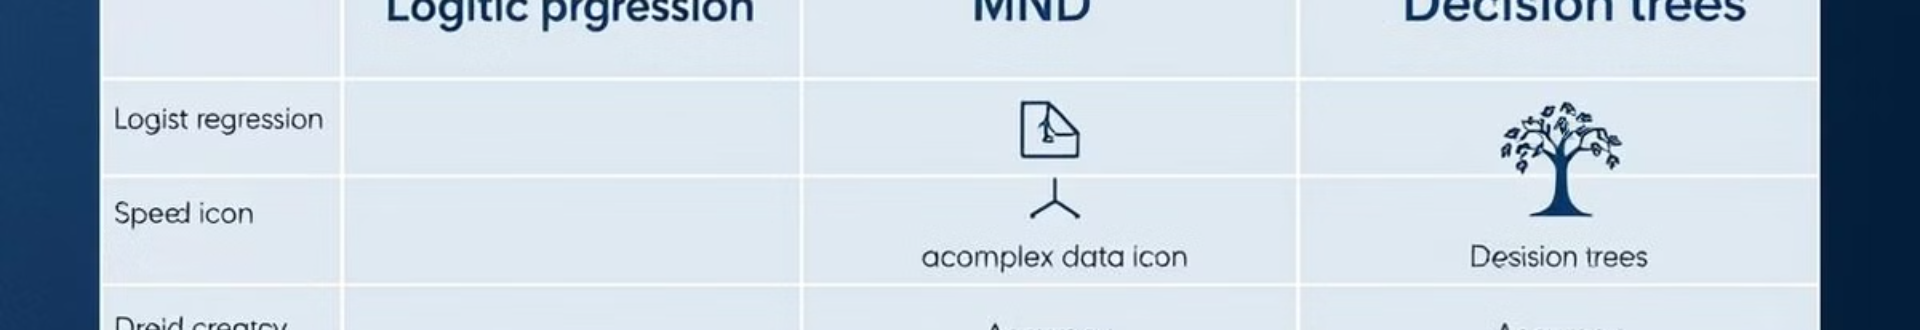 Logitic prgression MND Decision trees
Logist regression
Speed icon
acomplex data icon Desision trees